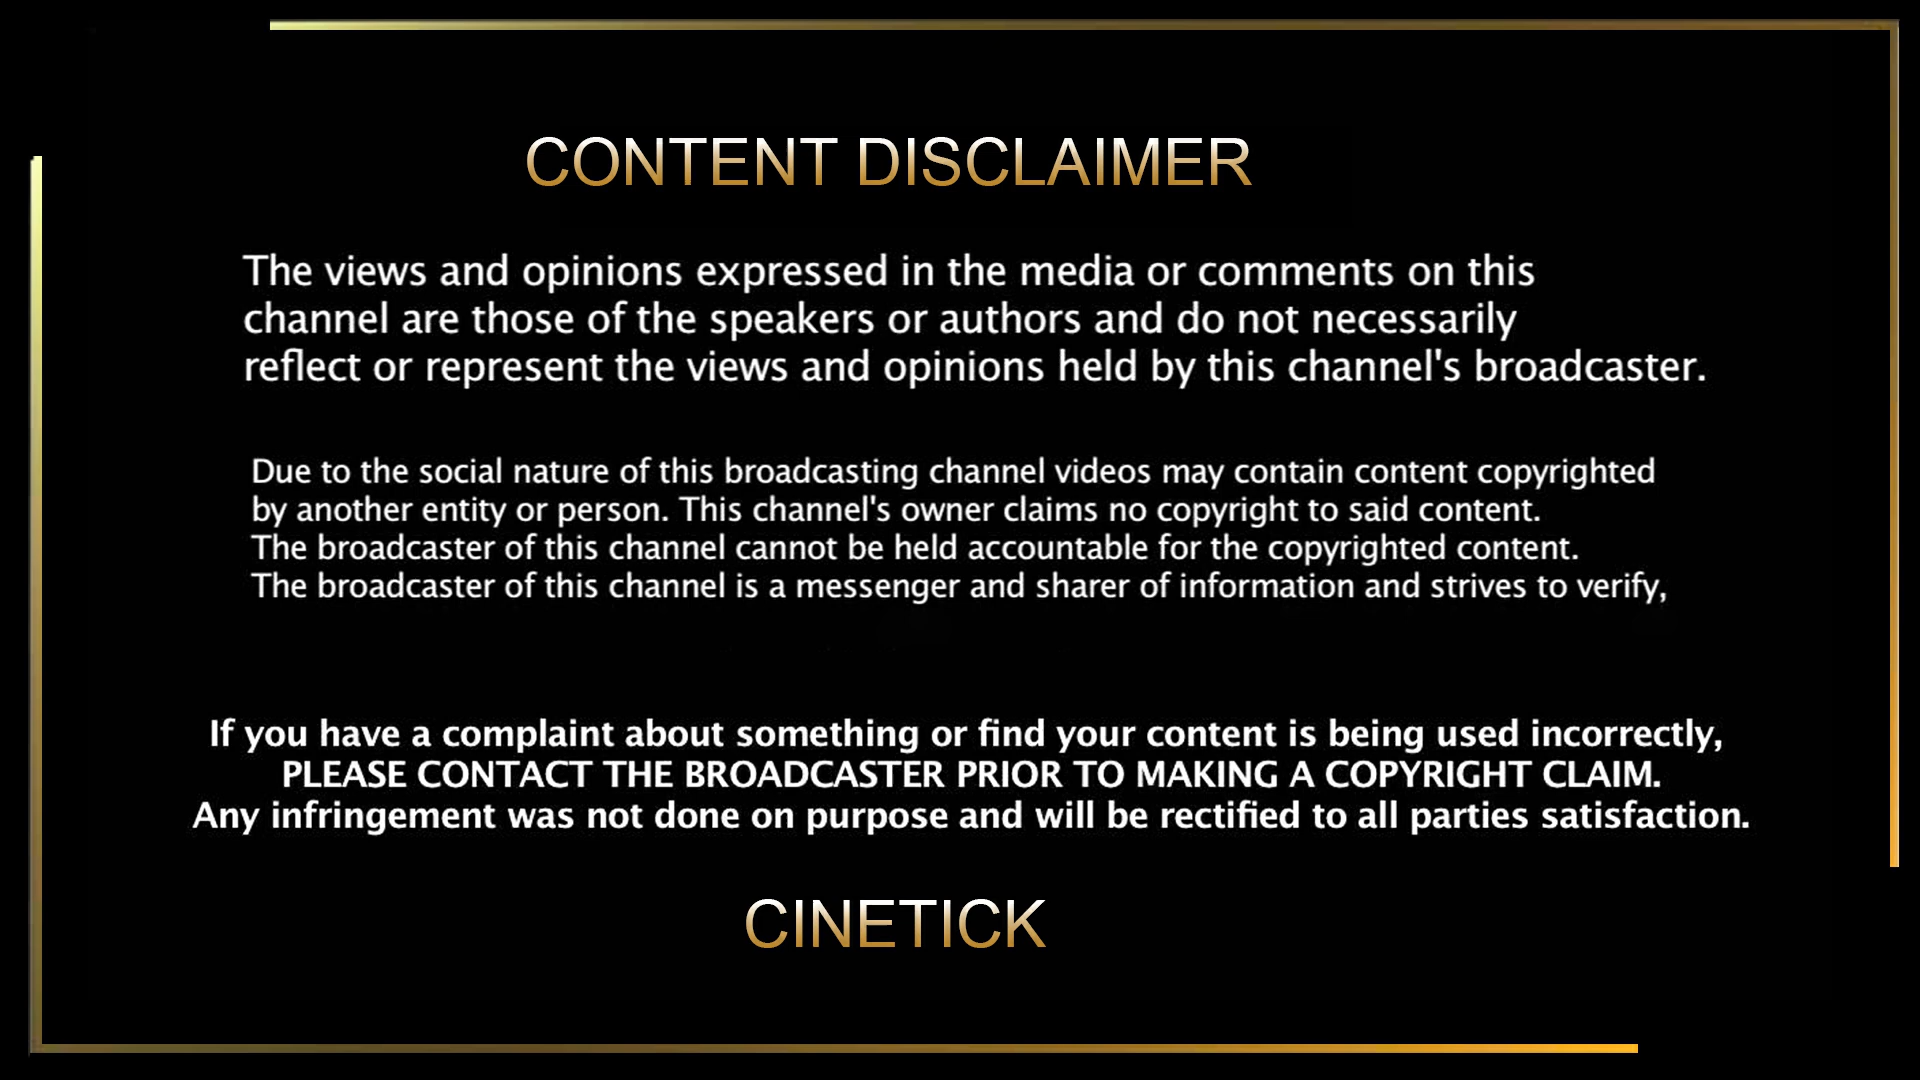 CONTENT DISCLAIMER
The views and opinions expressed in the media or comments on this
channel are those of the speakers or authors and do not necessarily
reflect or represent the views and opinions held by this channel's broadcaster.
Due to the social nature of this broadcasting channel videos may contain content copyrighted
by another entity or person. This channel's owner claims no copyright to said content.
The broadcaster of this channel cannot be held accountable for the copyrighted content.
The broadcaster of this channel is a messenger and sharer of information and strives to verify,
If you have a complaint about something or find your content is being used incorrectly,
PLEASE CONTACT THE BROADCASTER PRIOR TO MAKING A COPYRIGHT CLAIM.
Any infringement was not done on purpose and will be rectified to all parties satisfaction.
CINETICK